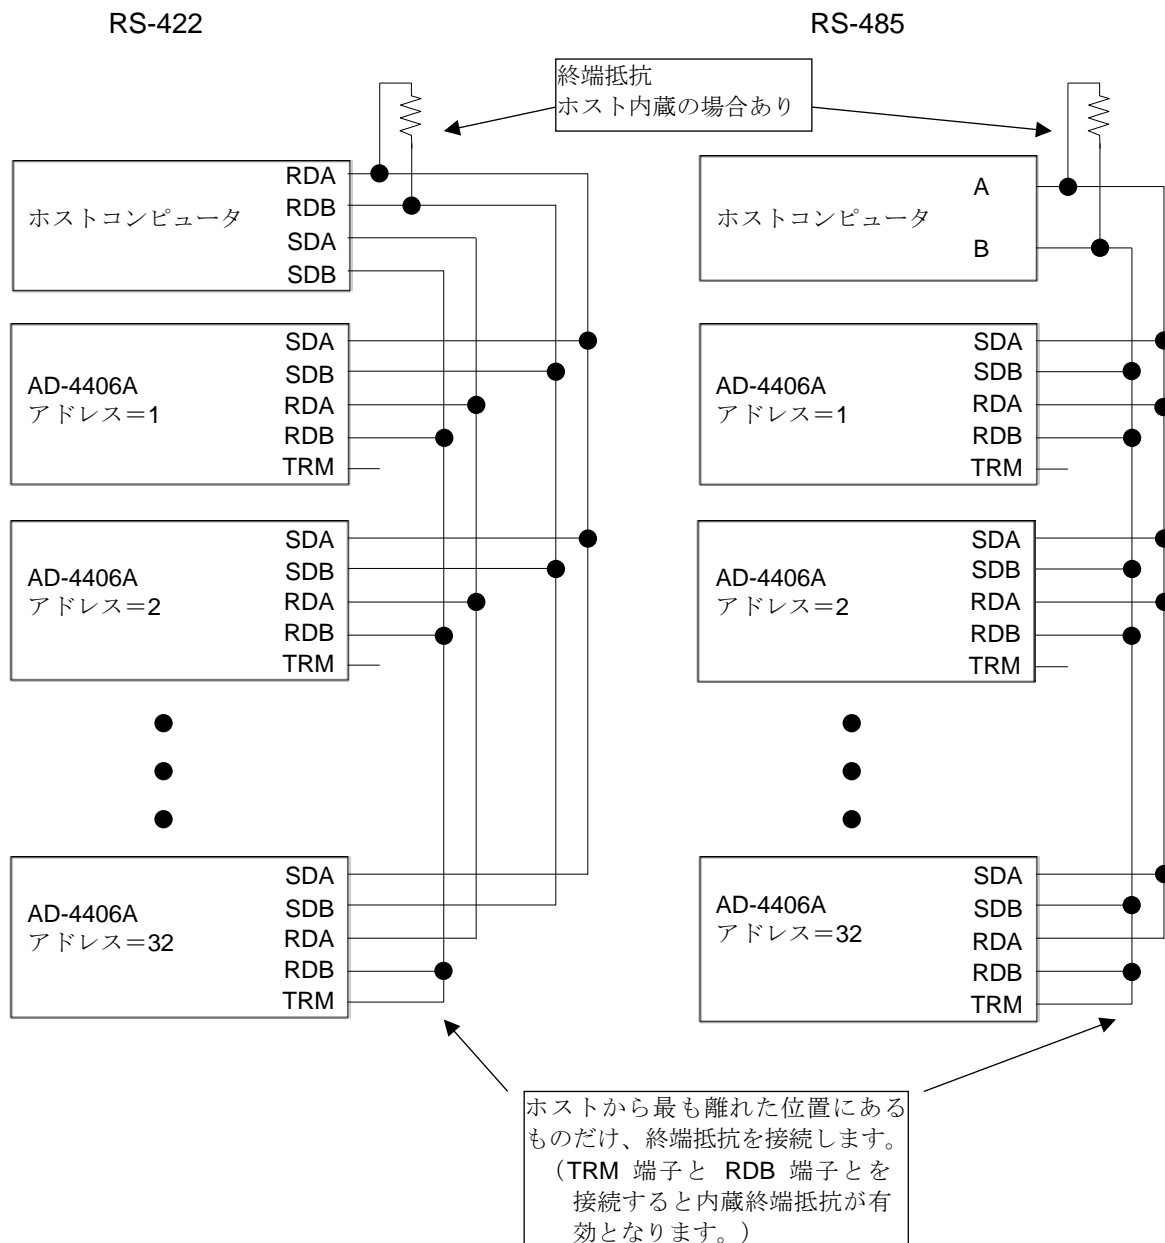 RS-422
RS-485
終端抵抗
ホスト内蔵の場合あり
ホストコンピュータ
RDA
RDB
SDA
SDB
AD-4406A
アドレス=1
SDA
SDB
RDA
RDB
TRM
AD-4406A
アドレス=2
SDA
SDB
RDA
RDB
TRM
AD-4406A
アドレス=32
SDA
SDB
RDA
RDB
TRM
ホストコンピュータ
A
B
AD-4406A
アドレス=1
SDA
SDB
RDA
RDB
TRM
AD-4406A
アドレス=2
SDA
SDB
RDA
RDB
TRM
AD-4406A
アドレス=32
SDA
SDB
RDA
RDB
TRM
ホストから最も離れた位置にある
ものだけ、終端抵抗を接続します。
(TRM 端子と RDB 端子とを
接続すると内蔵終端抵抗が有
効となります。)